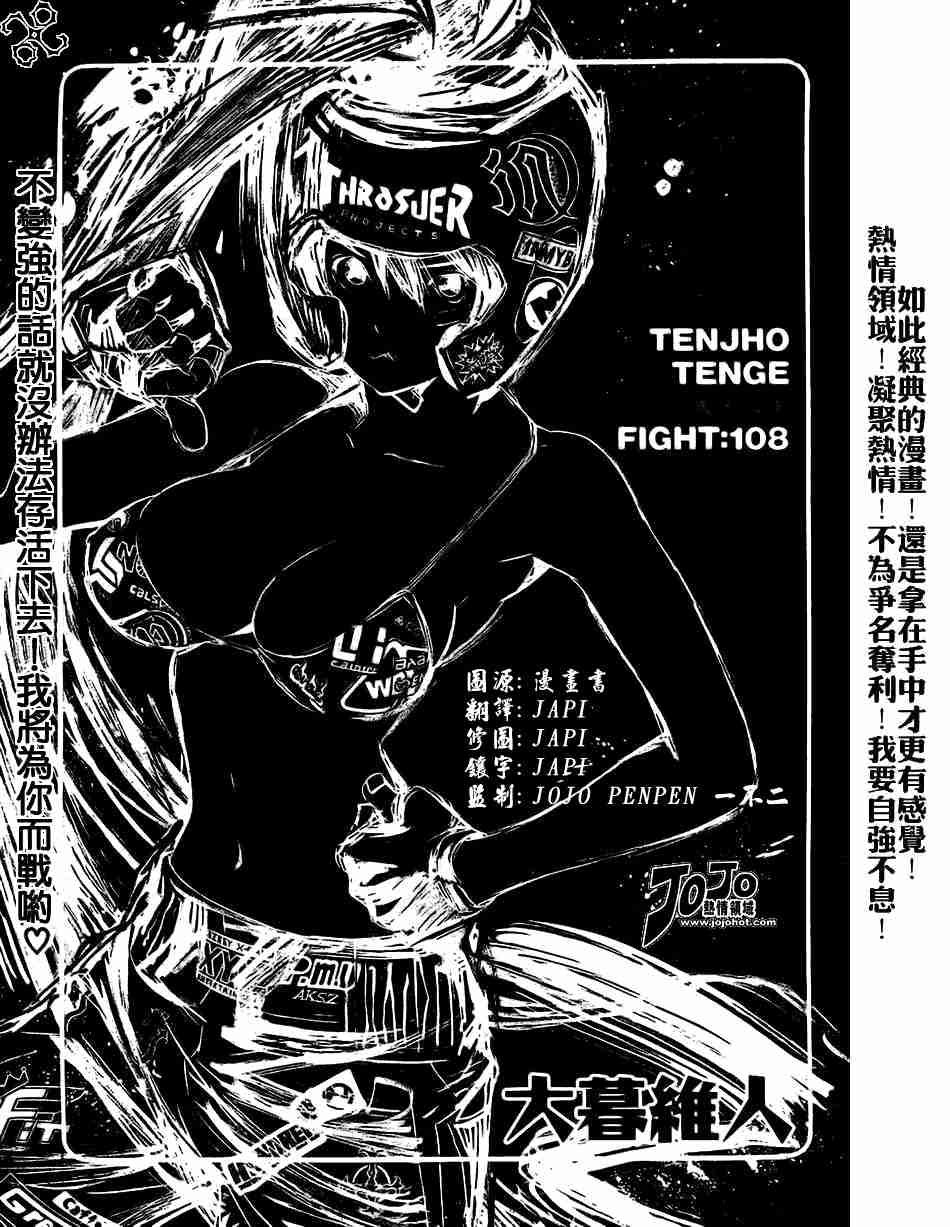 如此經典的漫畫！還是拿在手中才更有感覺！
熱情領域！凝聚熱情！不為爭名奪利！我要自強不息！
THROSUER
PROJECTS
TENJHO
TENGE
FIGHT:108
不變強的話就沒辦法存活下去！我將為你而戰喲♡
圖源: 漫畫書
翻譯: JAPI
修圖: JAPI
鑲字: JAPI
監制: JOJO PENPEN 一不二
JOJO
熱情領域
www.jojohot.com
AKSZ
大暮維人